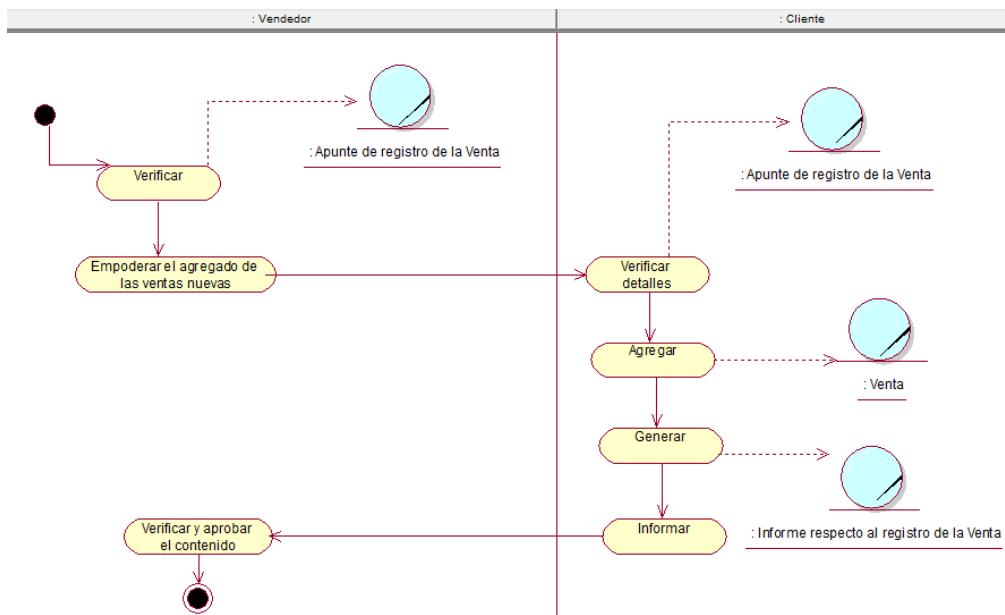 : Vendedor
: Cliente
: Apunte de registro de la Venta
: Apunte de registro de la Venta
Verificar
Empoderar el agregado de
las ventas nuevas
Verificar
detalles
Agregar
: Venta
Generar
Verificar y aprobar
el contenido
Informar
: Informe respecto al registro de la Venta